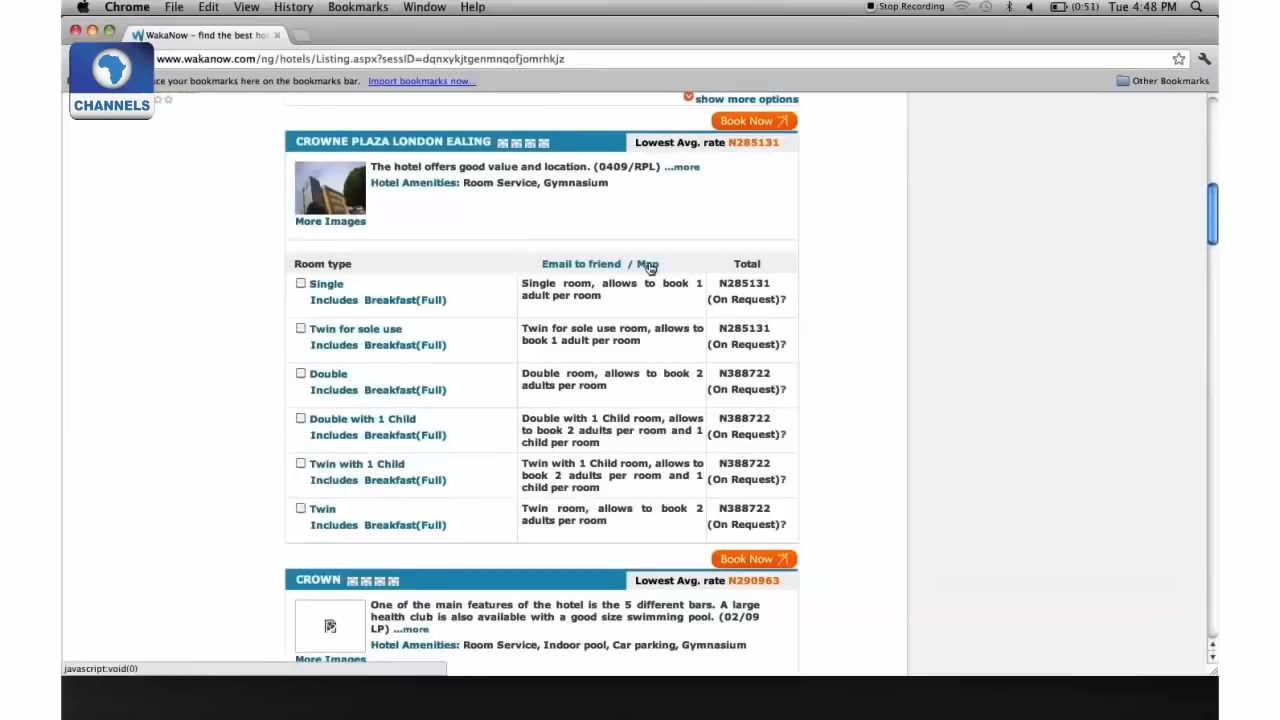 Chrome File Edit View History Bookmarks Window Help
Stop Recording (0:51) Tue 4:48 PM
WakaNow – find the best ho
www.wakanow.com/ng/hotels/Listing.aspx?sessID=dqnxykjtgenmnqofjomrhkjz
ce your bookmarks here on the bookmarks bar. Import bookmarks now...
Other Bookmarks
CHANNELS
show more options
Book Now
CROWNE PLAZA LONDON EALING
Lowest Avg. rate N285131
The hotel offers good value and location. (0409/RPL) ...more
Hotel Amenities: Room Service, Gymnasium
More Images
Room type Email to friend / Map Total
Single
Includes Breakfast(Full)
Single room, allows to book 1
adult per room
N285131
(On Request)?
Twin for sole use
Includes Breakfast(Full)
Twin for sole use room, allows to
book 1 adult per room
N285131
(On Request)?
Double
Includes Breakfast(Full)
Double room, allows to book 2
adults per room
N388722
(On Request)?
Double with 1 Child
Includes Breakfast(Full)
Double with 1 Child room, allows
to book 2 adults per room and 1
child per room
N388722
(On Request)?
Twin with 1 Child
Includes Breakfast(Full)
Twin with 1 Child room, allows to
book 2 adults per room and 1
child per room
N388722
(On Request)?
Twin
Includes Breakfast(Full)
Twin room, allows to book 2
adults per room
N388722
(On Request)?
Book Now
CROWN
Lowest Avg. rate N290963
One of the main features of the hotel is the 5 different bars. A large
health club is also available with a good size swimming pool. (02/09
LP) ...more
Hotel Amenities: Room Service, Indoor pool, Car parking, Gymnasium
More Images
javascript:void(0)